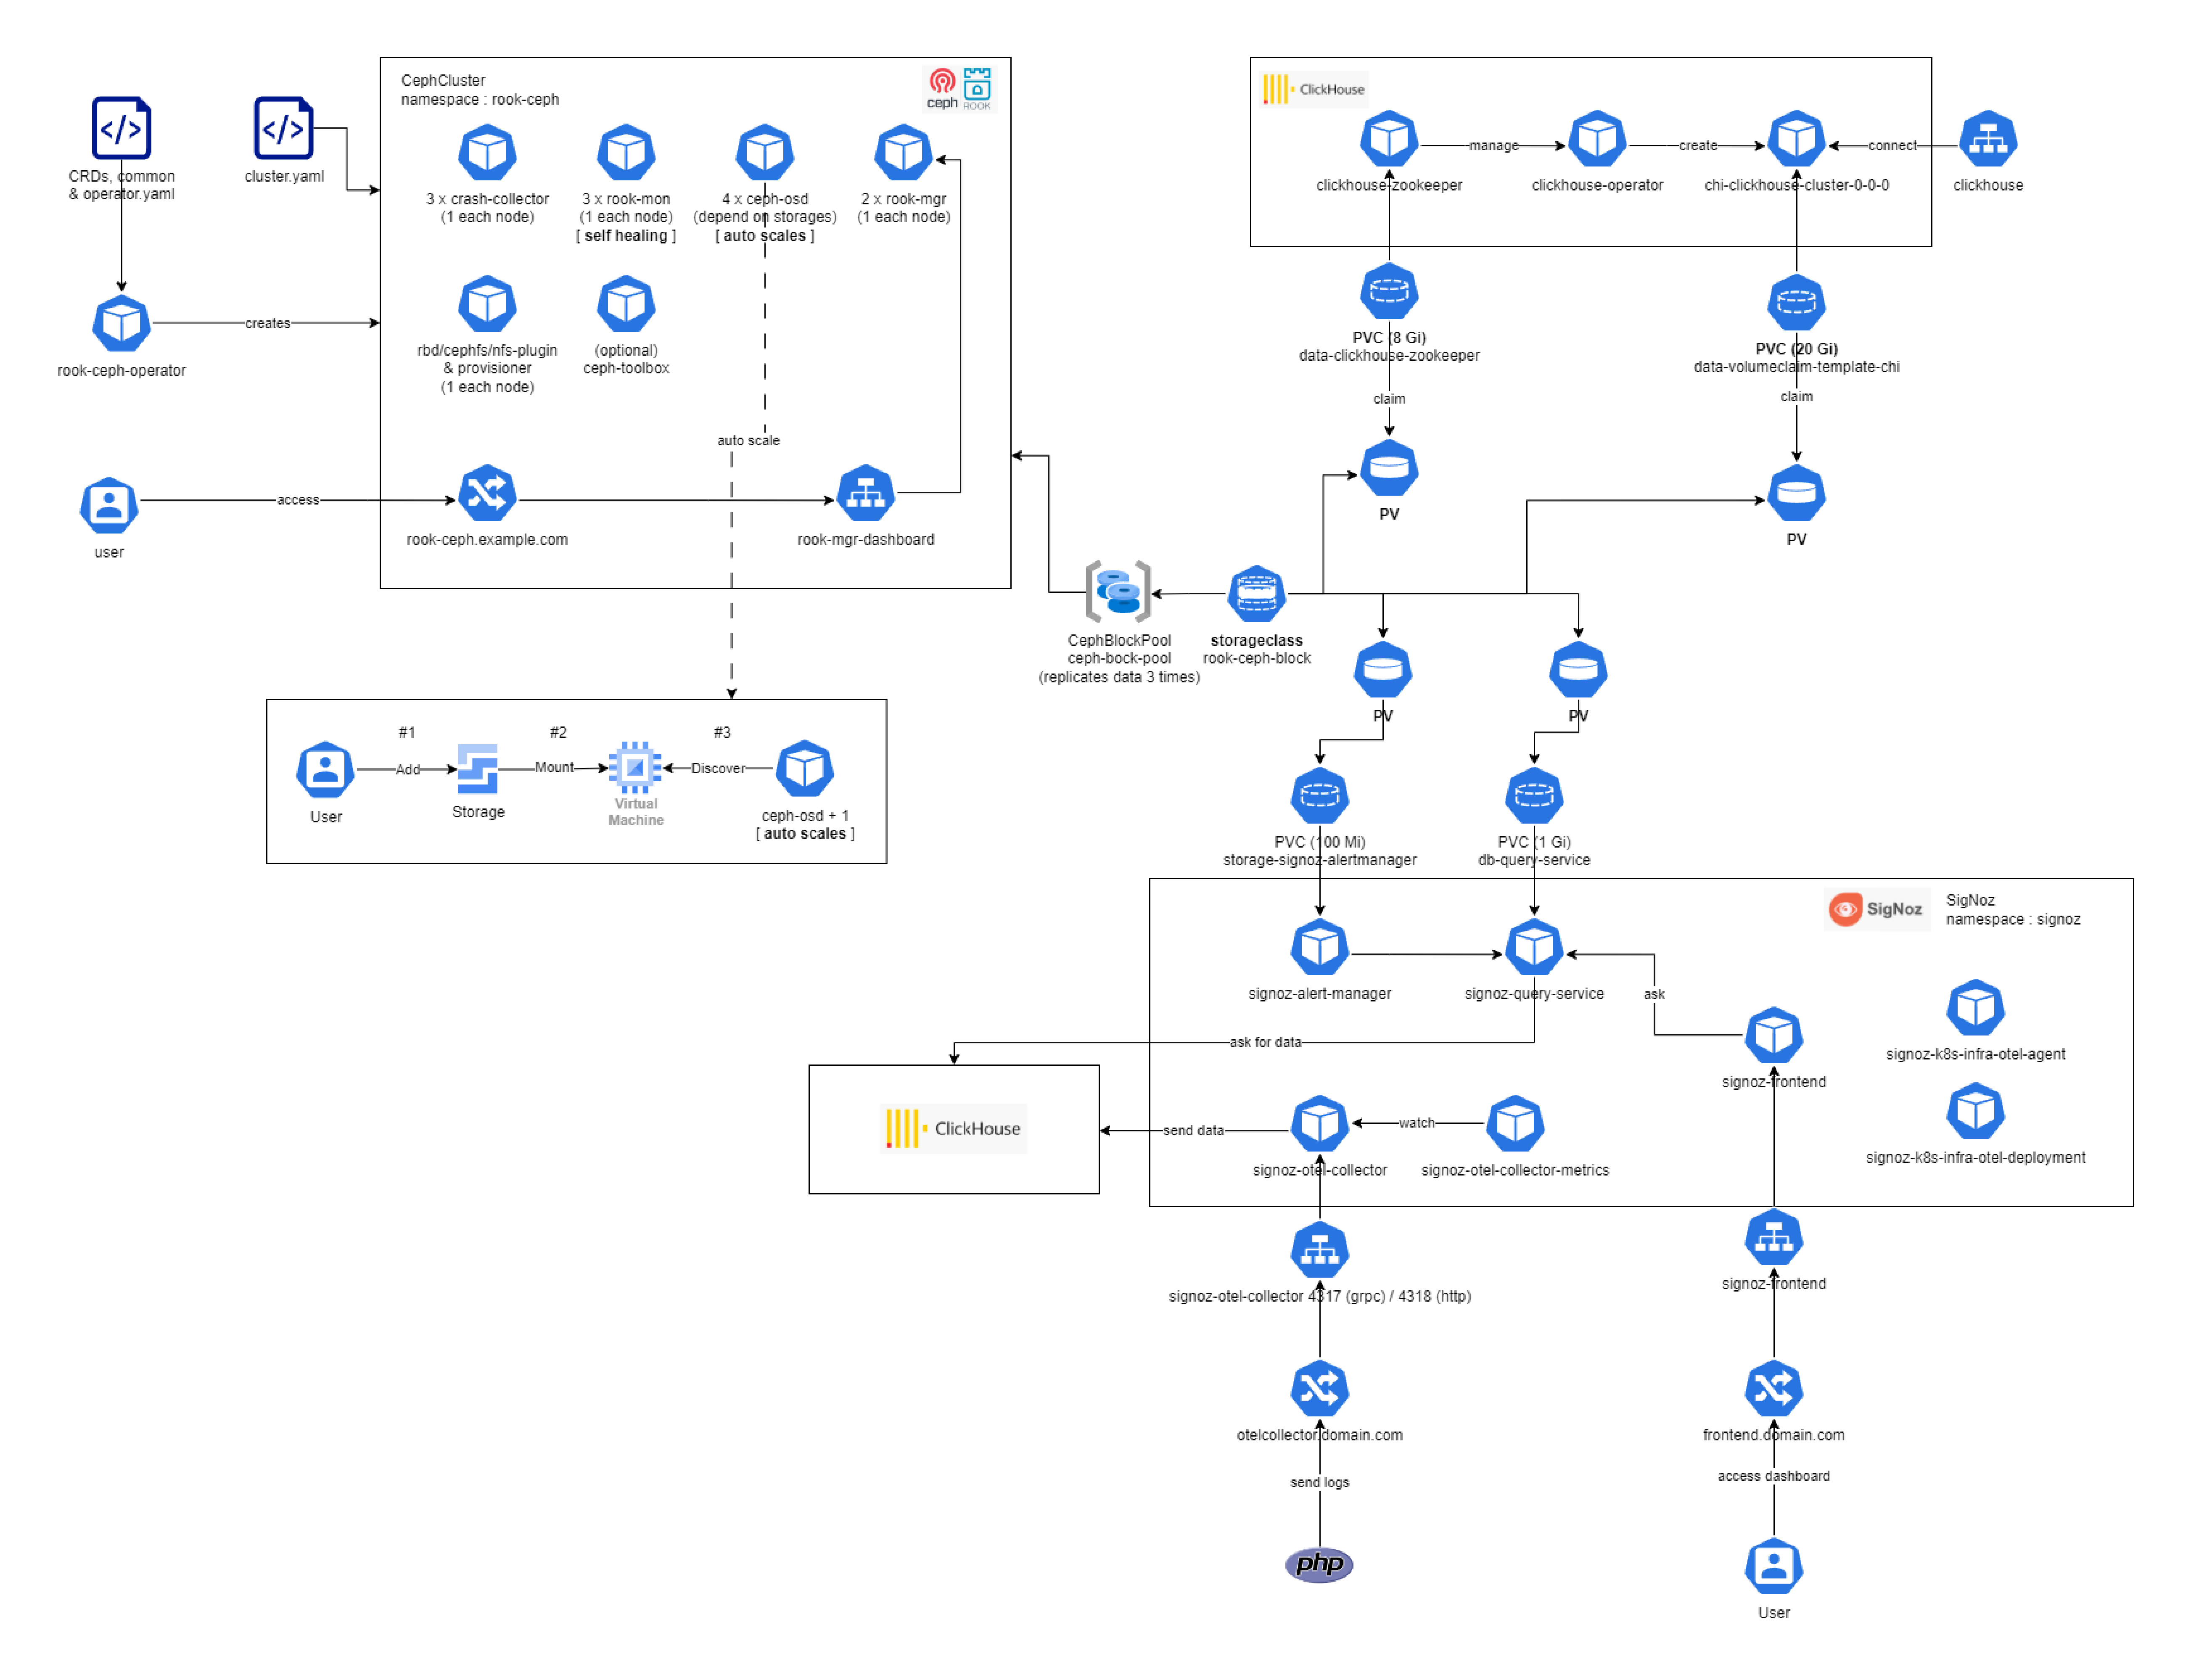 CephCluster
namespace : rook-ceph
ceph
ROOK
CRDs, common
& operator.yaml
cluster.yaml
3 x crash-collector
(1 each node)
3 x rook-mon
(1 each node)
[ self healing ]
4 x ceph-osd
(depend on storages)
[ auto scales ]
2 x rook-mgr
(1 each node)
rook-ceph-operator
creates
rbd/cephfs/nfs-plugin
& provisioner
(1 each node)
(optional)
ceph-toolbox
auto scale
user
access
rook-ceph.example.com
rook-mgr-dashboard
ClickHouse
clickhouse-zookeeper
manage
clickhouse-operator
create
chi-clickhouse-cluster-0-0-0
connect
clickhouse
PVC (8 Gi)
data-clickhouse-zookeeper
claim
PV
PVC (20 Gi)
data-volumeclaim-template-chi
claim
PV
CephBlockPool
ceph-bock-pool
(replicates data 3 times)
storageclass
rook-ceph-block
PV
PV
#1
#2
#3
Add
Mount
Discover
User
Storage
Virtual
Machine
ceph-osd + 1
[ auto scales ]
PVC (100 Mi)
storage-signoz-alertmanager
PVC (1 Gi)
db-query-service
SigNoz
SigNoz
namespace : signoz
signoz-alert-manager
signoz-query-service
ask
signoz-frontend
signoz-k8s-infra-otel-agent
signoz-k8s-infra-otel-deployment
ask for data
ClickHouse
send data
signoz-otel-collector
watch
signoz-otel-collector-metrics
signoz-otel-collector 4317 (grpc) / 4318 (http)
signoz-frontend
otelcollector.domain.com
frontend.domain.com
send logs
access dashboard
php
User